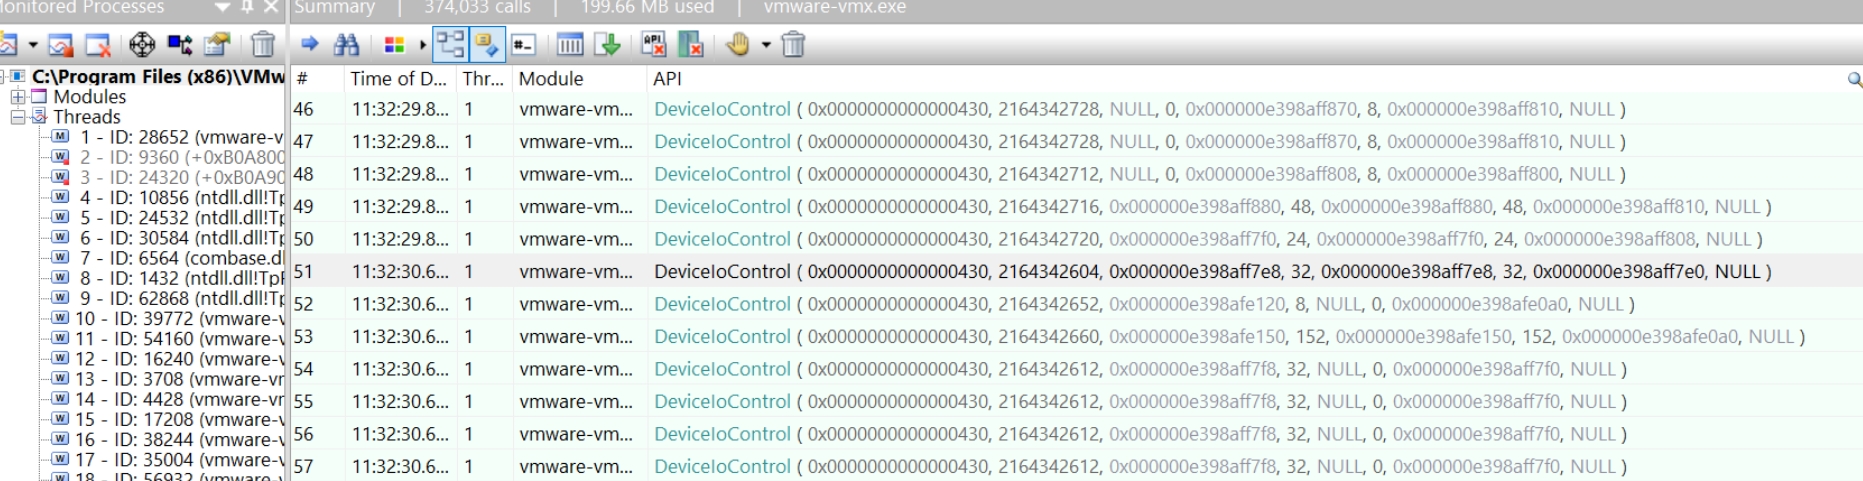 onitored Processes
Summary | 374,033 calls | 199.66 MB used | vmware-vmx.exe
C:\Program Files (x86)\VMw
Modules
Threads
1 - ID: 28652 (vmware-v
2 - ID: 9360 (+0xB0A800
3 - ID: 24320 (+0xB0A90
4 - ID: 10856 (ntdll.dll!Tp
5 - ID: 24532 (ntdll.dll!Tp
6 - ID: 30584 (ntdll.dll!Tp
7 - ID: 6564 (combase.dl
8 - ID: 1432 (ntdll.dll!TpF
9 - ID: 62868 (ntdll.dll!Tp
10 - ID: 39772 (vmware-v
11 - ID: 54160 (vmware-v
12 - ID: 16240 (vmware-v
13 - ID: 3708 (vmware-vr
14 - ID: 4428 (vmware-vr
15 - ID: 17208 (vmware-v
16 - ID: 38244 (vmware-v
17 - ID: 35004 (vmware-v
18 - ID: 56932 (vmware-v
# Time of D... Thr... Module API
46 11:32:29.8... 1 vmware-vm... DeviceIoControl ( 0x0000000000000430, 2164342728, NULL, 0, 0x000000e398aff870, 8, 0x000000e398aff810, NULL )
47 11:32:29.8... 1 vmware-vm... DeviceIoControl ( 0x0000000000000430, 2164342728, NULL, 0, 0x000000e398aff870, 8, 0x000000e398aff810, NULL )
48 11:32:29.8... 1 vmware-vm... DeviceIoControl ( 0x0000000000000430, 2164342712, NULL, 0, 0x000000e398aff808, 8, 0x000000e398aff800, NULL )
49 11:32:29.8... 1 vmware-vm... DeviceIoControl ( 0x0000000000000430, 2164342716, 0x000000e398aff880, 48, 0x000000e398aff880, 48, 0x000000e398aff810, NULL )
50 11:32:29.8... 1 vmware-vm... DeviceIoControl ( 0x0000000000000430, 2164342720, 0x000000e398aff7f0, 24, 0x000000e398aff7f0, 24, 0x000000e398aff808, NULL )
51 11:32:30.6... 1 vmware-vm... DeviceIoControl ( 0x0000000000000430, 2164342604, 0x000000e398aff7e8, 32, 0x000000e398aff7e8, 32, 0x000000e398aff7e0, NULL )
52 11:32:30.6... 1 vmware-vm... DeviceIoControl ( 0x0000000000000430, 2164342652, 0x000000e398afe120, 8, NULL, 0, 0x000000e398afe0a0, NULL )
53 11:32:30.6... 1 vmware-vm... DeviceIoControl ( 0x0000000000000430, 2164342660, 0x000000e398afe150, 152, 0x000000e398afe150, 152, 0x000000e398afe0a0, NULL )
54 11:32:30.6... 1 vmware-vm... DeviceIoControl ( 0x0000000000000430, 2164342612, 0x000000e398aff7f8, 32, NULL, 0, 0x000000e398aff7f0, NULL )
55 11:32:30.6... 1 vmware-vm... DeviceIoControl ( 0x0000000000000430, 2164342612, 0x000000e398aff7f8, 32, NULL, 0, 0x000000e398aff7f0, NULL )
56 11:32:30.6... 1 vmware-vm... DeviceIoControl ( 0x0000000000000430, 2164342612, 0x000000e398aff7f8, 32, NULL, 0, 0x000000e398aff7f0, NULL )
57 11:32:30.6... 1 vmware-vm... DeviceIoControl ( 0x0000000000000430, 2164342612, 0x000000e398aff7f8, 32, NULL, 0, 0x000000e398aff7f0, NULL )